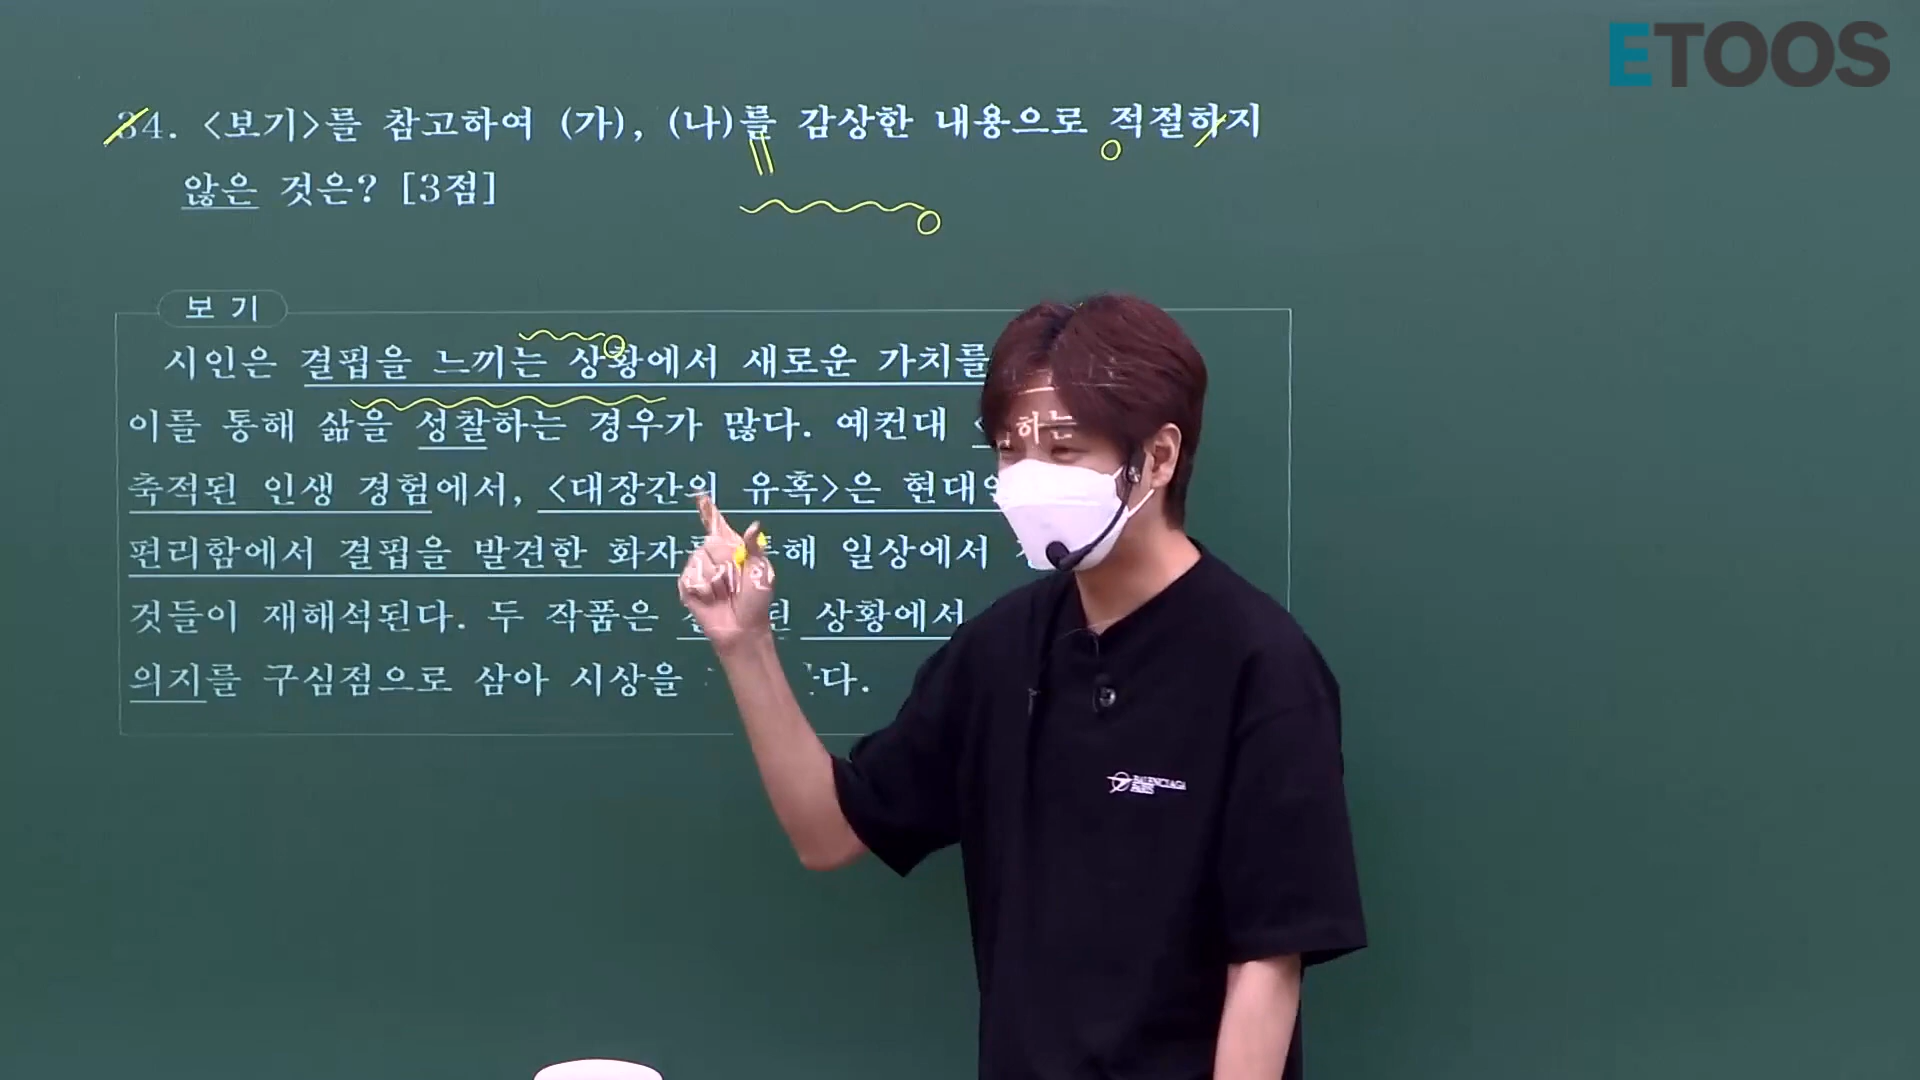 ETOOS
34. <보기>를 참고하여 (가), (나)를 감상한 내용으로 적절하지
않은 것은? [3점]
보 기
시인은 결핍을 느끼는 상황에서 새로운 가치를
이를 통해 삶을 성찰하는 경우가 많다. 예컨대 하는
축적된 인생 경험에서, <대장간의 유혹>은 현대인
편리함에서 결핍을 발견한 화자를 통해 일상에서
것들이 재해석된다. 두 작품은 상황에서
의지를 구심점으로 삼아 시상을
BALENCIAGA
PARIS